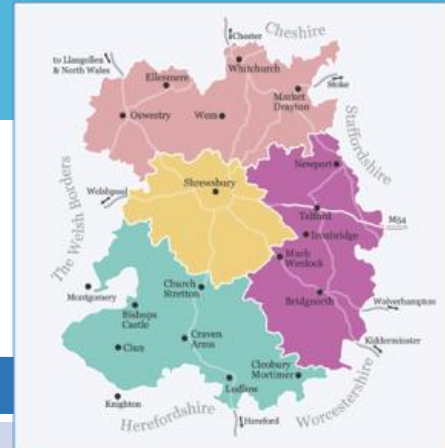 Cheshire
Chester
to Llangollen
& North Wales
Whitchurch
Ellesmere
Market
Drayton
Stoke
Oswestry
Wem
Staffordshire
Newport
Shrewsbury
Welshpool
The Welsh Borders
Telford
M54
Ironbridge
Much
Wenlock
Church
Stretton
Montgomery
Bridgnorth
Bishops
Castle
Wolverhampton
Craven
Arms
Clun
Kidderminster
Cleobury
Mortimer
Ludlow
Knighton
Herefordshire
Hereford
Worcestershire